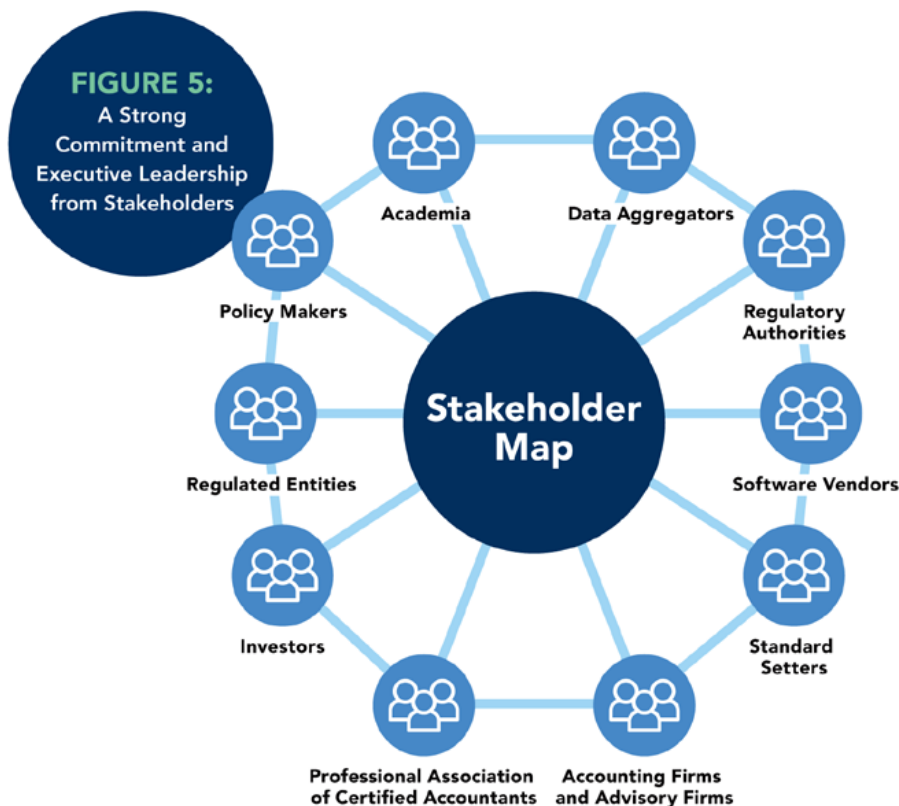 FIGURE 5:
A Strong
Commitment and
Executive Leadership
from Stakeholders
Academia
Data Aggregators
Policy Makers
Regulatory
Authorities
Stakeholder
Map
Regulated Entities
Software Vendors
Investors
Standard
Setters
Professional Association
of Certified Accountants
Accounting Firms
and Advisory Firms